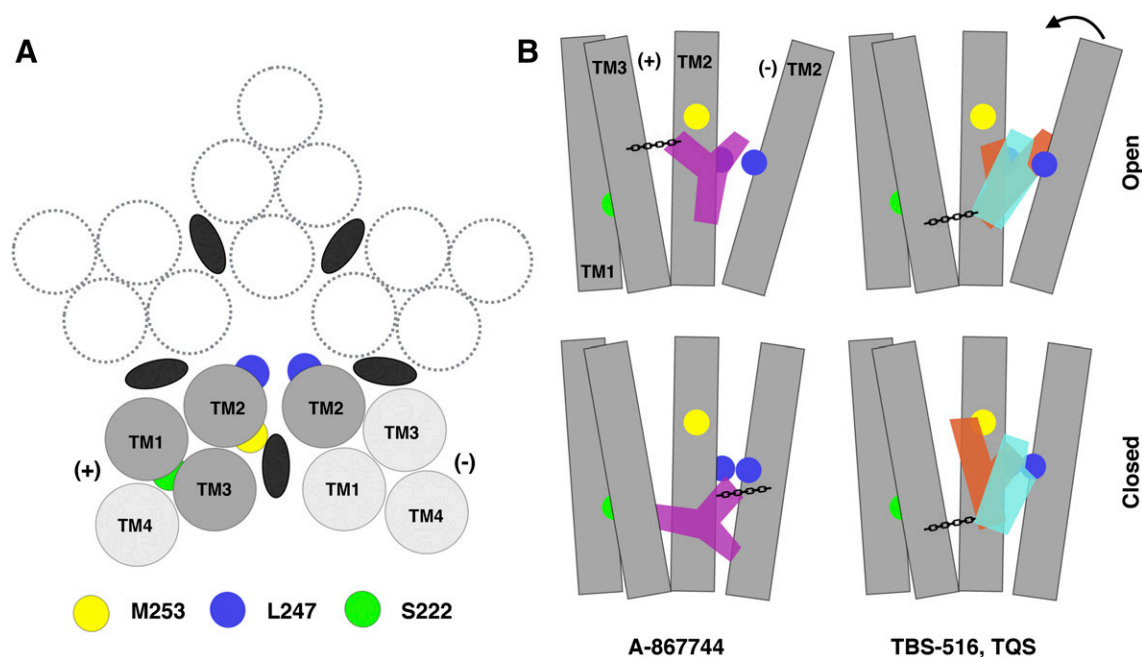 A
TM2
TM2
TM3
TM1
(+)
(-)
TM3
TM1
TM4
TM4
M253
L247
S222
B
TM3
(+)
TM2
(-)
TM2
TM1
Open
Closed
A-867744
TBS-516, TQS